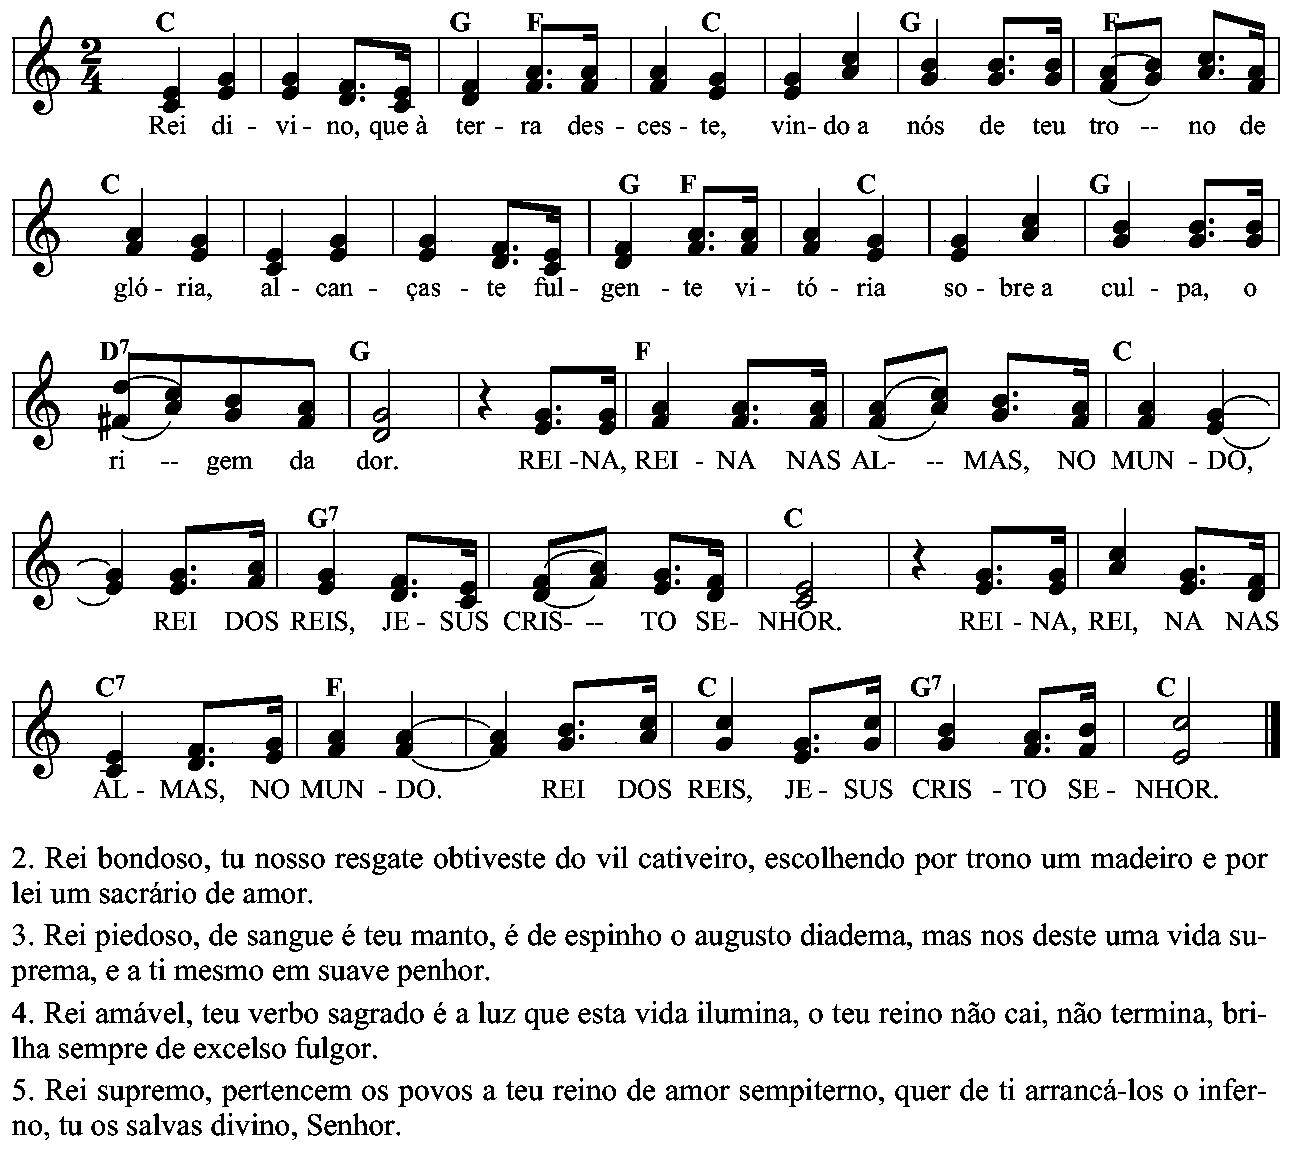 C G F C G F
2/4
Rei di - vi - no, que à ter - ra des - ces - te, vin - do a nós de teu tro -- no de
C G F C G
gló - ria, al - can - ças - te ful - gen - te vi - tó - ria so - bre a cul - pa, o
D7 G F C
ri -- gem da dor. REI - NA, REI - NA NAS AL- -- MAS, NO MUN - DO,
G7 C
REI DOS REIS, JE - SUS CRIS- -- TO SE- NHOR. REI - NA, REI, NA NAS
C7 F C G7 C
AL - MAS, NO MUN - DO. REI DOS REIS, JE - SUS CRIS - TO SE - NHOR.
2. Rei bondoso, tu nosso resgate obtiveste do vil cativeiro, escolhendo por trono um madeiro e por
lei um sacrário de amor.
3. Rei piedoso, de sangue é teu manto, é de espinho o augusto diadema, mas nos deste uma vida su-
prema, e a ti mesmo em suave penhor.
4. Rei amável, teu verbo sagrado é a luz que esta vida ilumina, o teu reino não cai, não termina, bri-
lha sempre de excelso fulgor.
5. Rei supremo, pertencem os povos a teu reino de amor sempiterno, quer de ti arrancá-los o infer-
no, tu os salvas divino, Senhor.